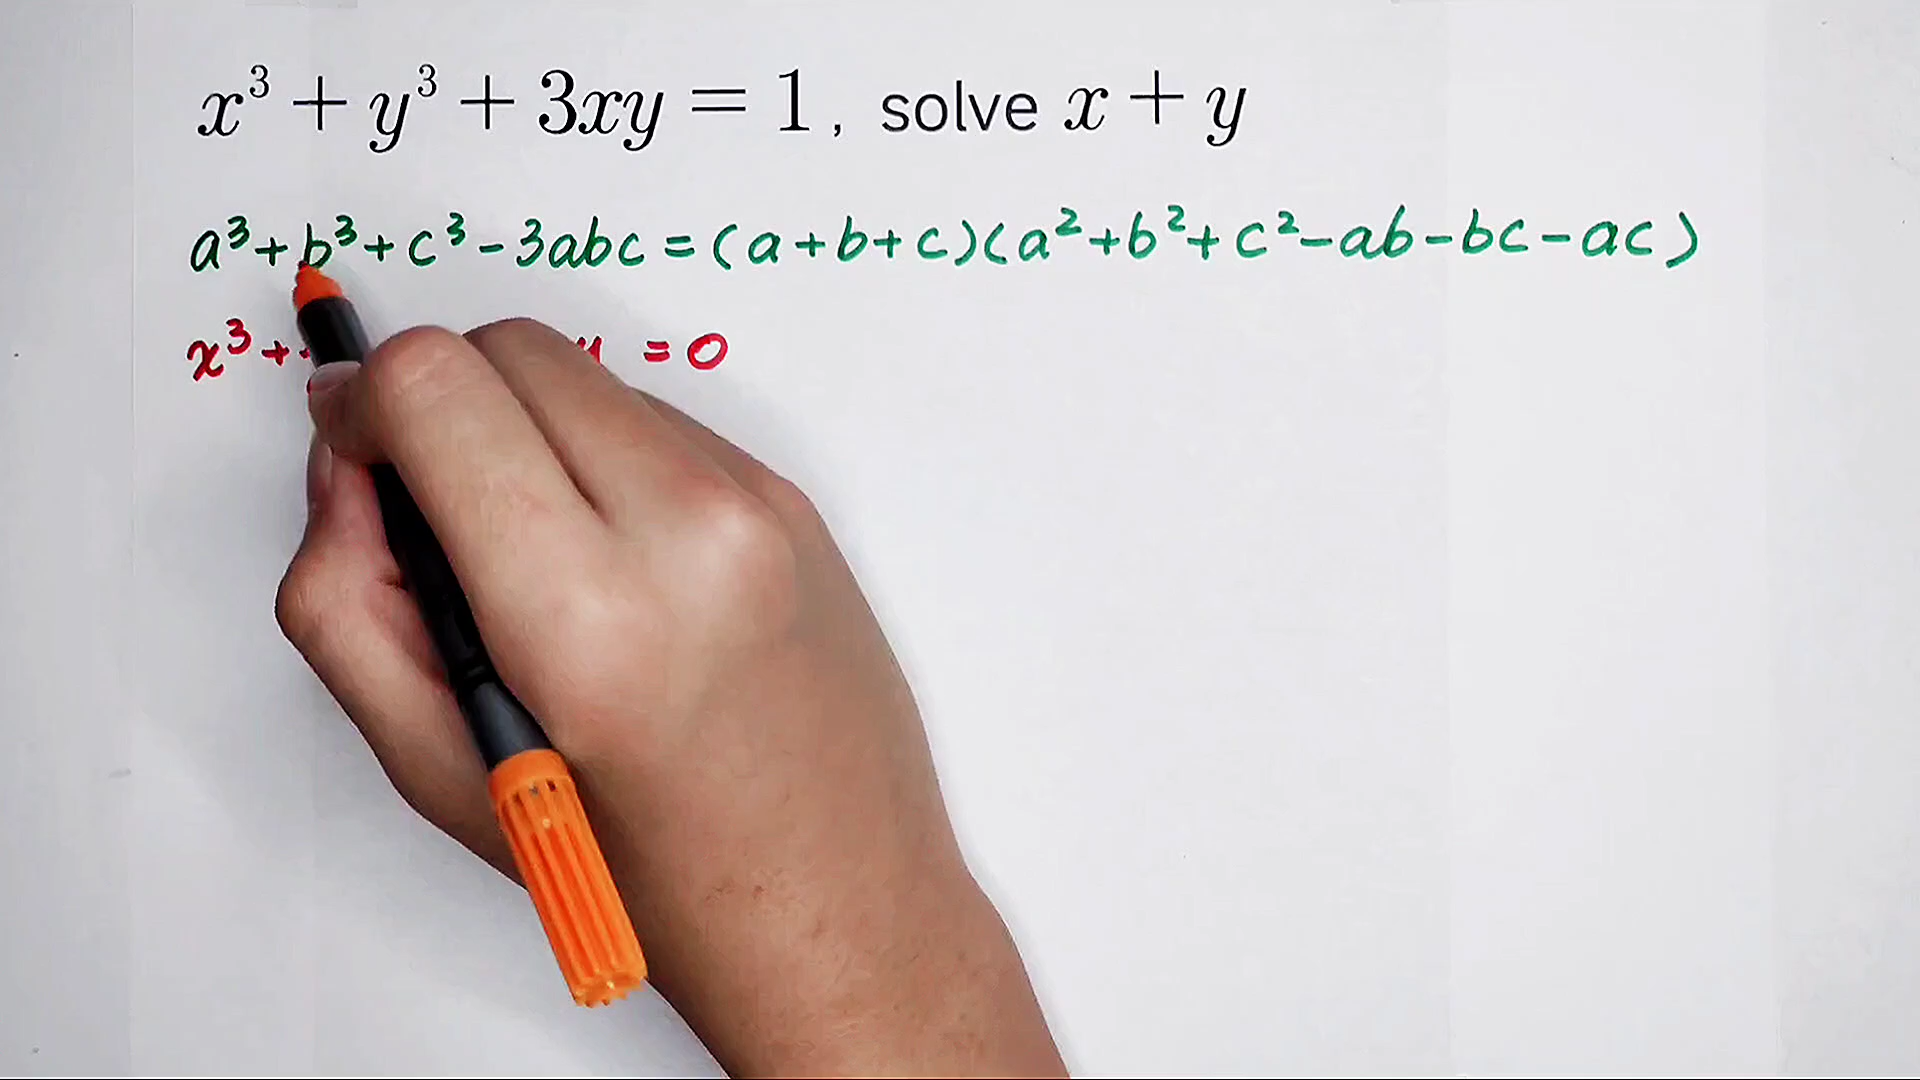 x³ + y³ + 3xy = 1, solve x + y
a³ + b³ + c³ - 3abc = (a + b + c)(a² + b² + c² - ab - bc - ac)
x³ + y = 0